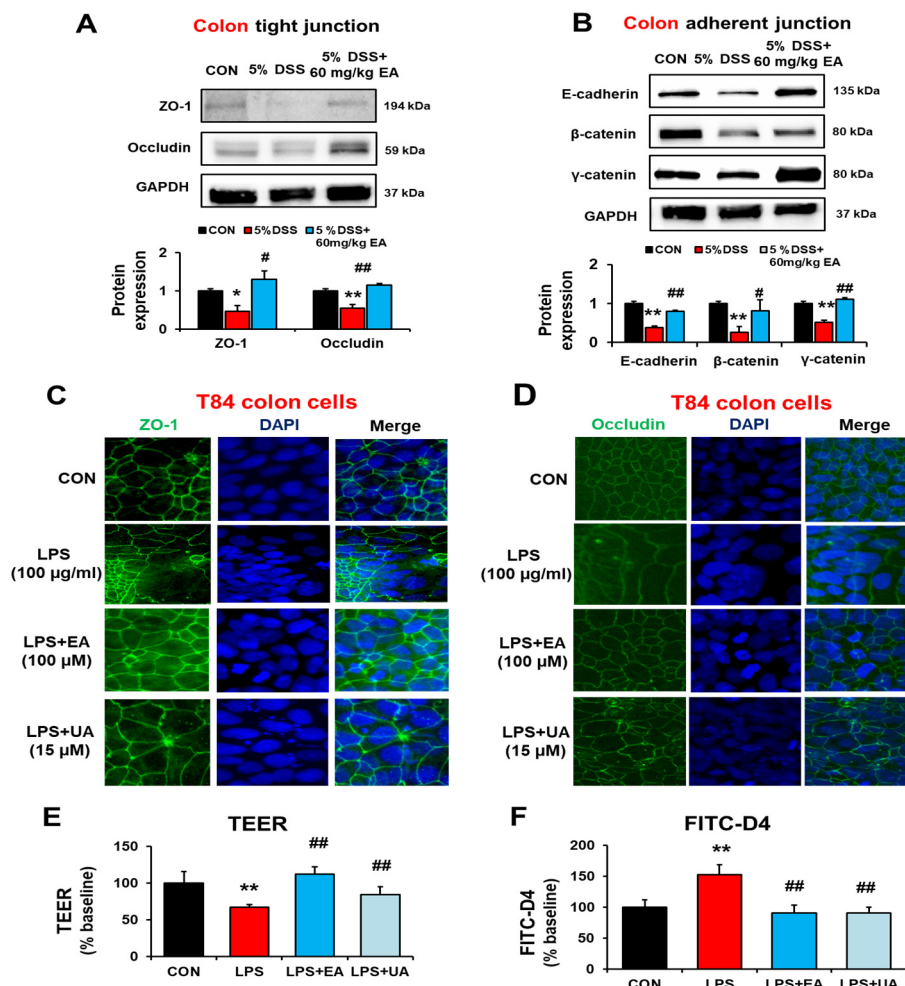 A
Colon tight junction
CON 5% DSS 5% DSS+ 60 mg/kg EA
ZO-1 194 kDa
Occludin 59 kDa
GAPDH 37 kDa
CON 5%DSS 5 % DSS+ 60mg/kg EA
Protein expression
2
1
0
* # ** ##
ZO-1 Occludin
B
Colon adherent junction
CON 5% DSS 5% DSS+ 60 mg/kg EA
E-cadherin 135 kDa
β-catenin 80 kDa
γ-catenin 80 kDa
GAPDH 37 kDa
CON 5%DSS 5 % DSS+ 60mg/kg EA
Protein expression
2
1
0
** ## ** # ** ##
E-cadherin β-catenin γ-catenin
C
T84 colon cells
ZO-1 DAPI Merge
CON
LPS
(100 µg/ml)
LPS+EA
(100 µM)
LPS+UA
(15 µM)
D
T84 colon cells
Occludin DAPI Merge
CON
LPS
(100 µg/ml)
LPS+EA
(100 µM)
LPS+UA
(15 µM)
E
TEER
TEER
(% baseline)
150
100
50
0
** ## ##
CON LPS LPS+EA LPS+UA
F
FITC-D4
FITC-D4
(% baseline)
200
150
100
50
0
** ## ##
CON LPS LPS+EA LPS+UA